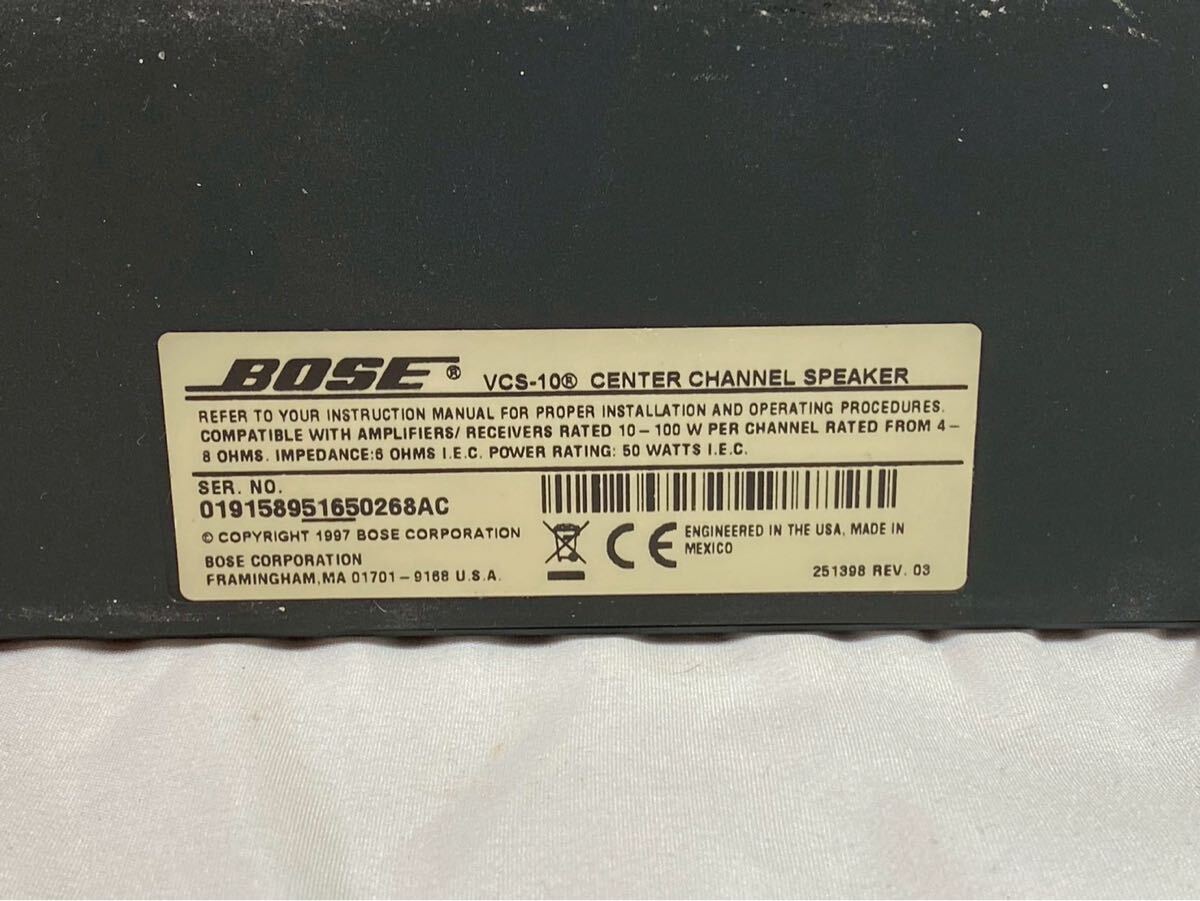 BOSE® VCS-10® CENTER CHANNEL SPEAKER
REFER TO YOUR INSTRUCTION MANUAL FOR PROPER INSTALLATION AND OPERATING PROCEDURES.
COMPATIBLE WITH AMPLIFIERS/ RECEIVERS RATED 10-100 W PER CHANNEL RATED FROM 4-
8 OHMS. IMPEDANCE:6 OHMS I.E.C. POWER RATING: 50 WATTS I.E.C.
SER. NO.
019158951650268AC
© COPYRIGHT 1997 BOSE CORPORATION
BOSE CORPORATION
FRAMINGHAM,MA 01701-9168 U.S.A.
CE
ENGINEERED IN THE USA, MADE IN
MEXICO
251398 REV. 03